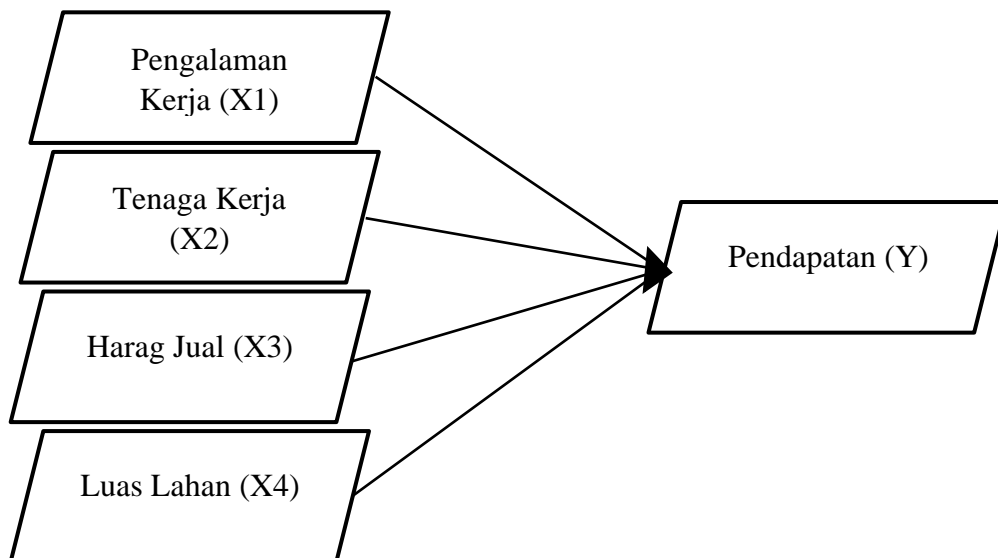 Pengalaman
Kerja (X1)
Tenaga Kerja
(X2)
Harag Jual (X3)
Luas Lahan (X4)
Pendapatan (Y)